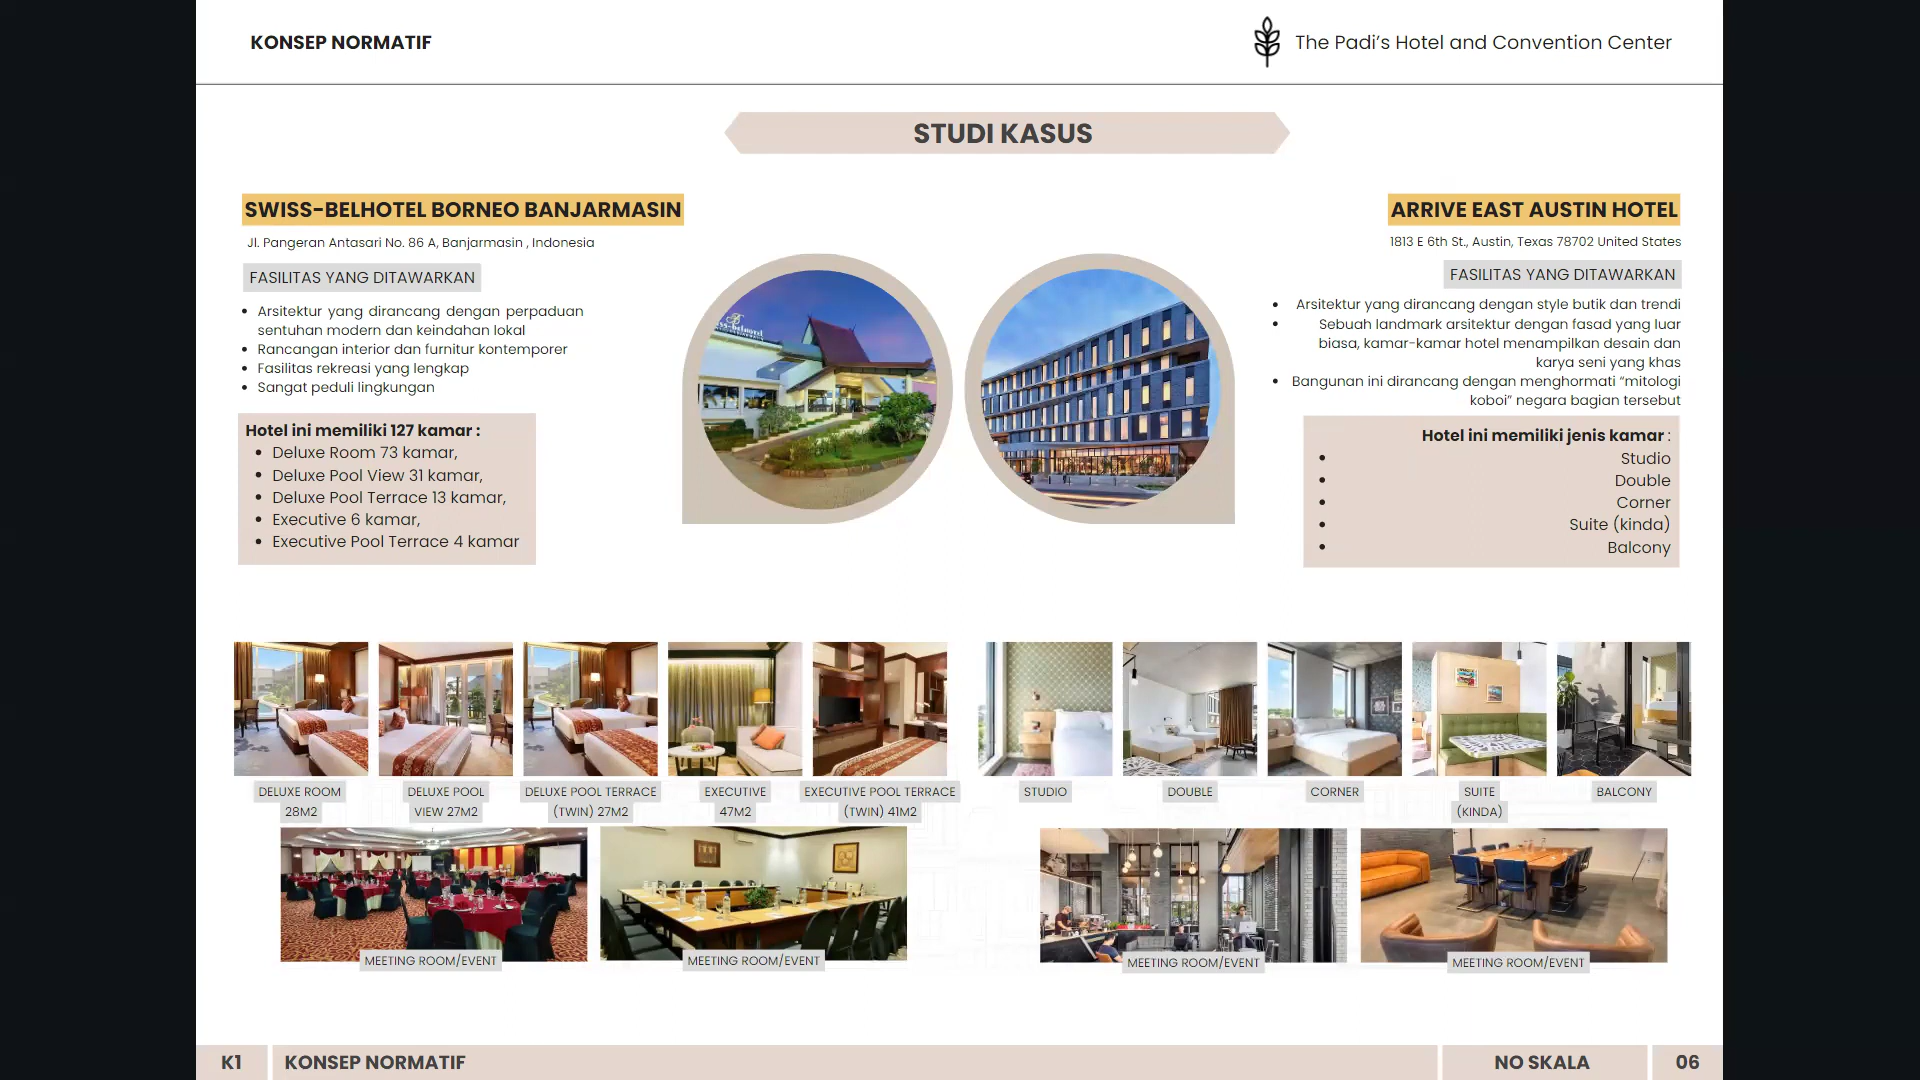 KONSEP NORMATIF
The Padi's Hotel and Convention Center
STUDI KASUS
SWISS-BELHOTEL BORNEO BANJARMASIN
Jl. Pangeran Antasari No. 86 A, Banjarmasin , Indonesia
FASILITAS YANG DITAWARKAN
• Arsitektur yang dirancang dengan perpaduan
sentuhan modern dan keindahan lokal
• Rancangan interior dan furnitur kontemporer
• Fasilitas rekreasi yang lengkap
• Sangat peduli lingkungan
Hotel ini memiliki 127 kamar :
• Deluxe Room 73 kamar,
• Deluxe Pool View 31 kamar,
• Deluxe Pool Terrace 13 kamar,
• Executive 6 kamar,
• Executive Pool Terrace 4 kamar
ARRIVE EAST AUSTIN HOTEL
1813 E 6th St., Austin, Texas 78702 United States
FASILITAS YANG DITAWARKAN
• Arsitektur yang dirancang dengan style butik dan trendi
• Sebuah landmark arsitektur dengan fasad yang luar
biasa, kamar-kamar hotel menampilkan desain dan
karya seni yang khas
• Bangunan ini dirancang dengan menghormati “mitologi
koboi” negara bagian tersebut
Hotel ini memiliki jenis kamar :
• Studio
• Double
• Corner
• Suite (kinda)
• Balcony
DELUXE ROOM
28M2
DELUXE POOL
VIEW 27M2
DELUXE POOL TERRACE
(TWIN) 27M2
EXECUTIVE
47M2
EXECUTIVE POOL TERRACE
(TWIN) 41M2
STUDIO
DOUBLE
CORNER
SUITE
(KINDA)
BALCONY
MEETING ROOM/EVENT
MEETING ROOM/EVENT
MEETING ROOM/EVENT
MEETING ROOM/EVENT
K1
KONSEP NORMATIF
NO SKALA
06